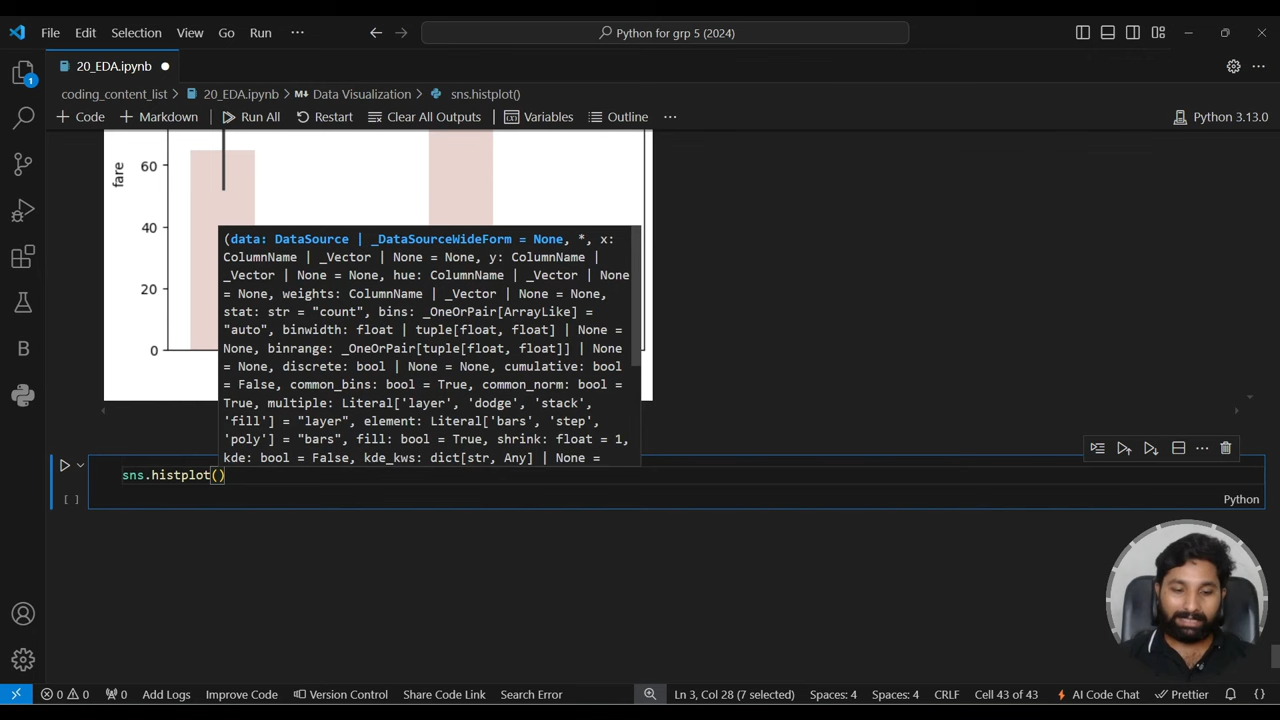 File Edit Selection View Go Run ··· Python for grp 5 (2024)
20_EDA.ipynb
coding_content_list > 20_EDA.ipynb > Data Visualization > sns.histplot()
+ Code + Markdown Run All Restart Clear All Outputs Variables Outline ··· Python 3.13.0
1
fare
60
40
20
0
(data: DataSource | _DataSourceWideForm = None, *, x:
ColumnName | _Vector | None = None, y: ColumnName |
_Vector | None = None, hue: ColumnName | _Vector | None
= None, weights: ColumnName | _Vector | None = None,
stat: str = "count", bins: _OneOrPair[ArrayLike] =
"auto", binwidth: float | tuple[float, float] | None =
None, binrange: _OneOrPair[tuple[float, float]] | None
= None, discrete: bool | None = None, cumulative: bool
= False, common_bins: bool = True, common_norm: bool =
True, multiple: Literal['layer', 'dodge', 'stack',
'fill'] = "layer", element: Literal['bars', 'step',
'poly'] = "bars", fill: bool = True, shrink: float = 1,
kde: bool = False, kde_kws: dict[str, Any] | None =
sns.histplot()
[ ] Python
0 0 0 Add Logs Improve Code Version Control Share Code Link Search Error Ln 3, Col 28 (7 selected) Spaces: 4 Spaces: 4 CRLF Cell 43 of 43 AI Code Chat Prettier